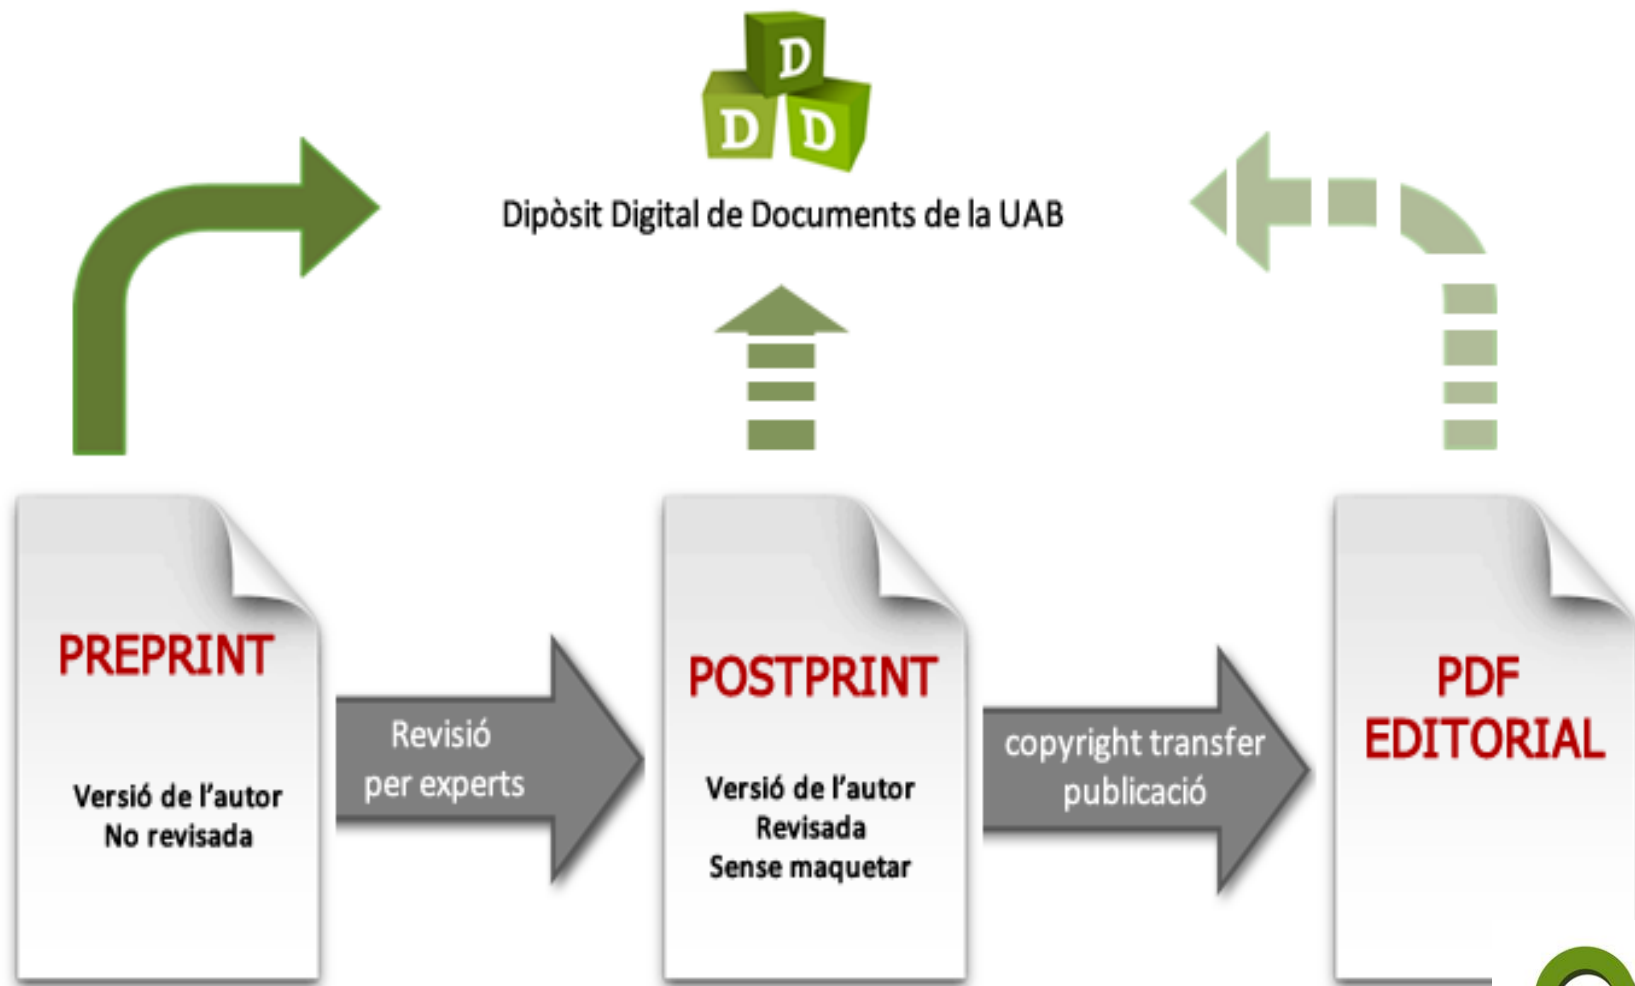 D
D D
Dipòsit Digital de Documents de la UAB
PREPRINT
Versió de l'autor
No revisada
Revisió
per experts
POSTPRINT
Versió de l'autor
Revisada
Sense maquetar
copyright transfer
publicació
PDF
EDITORIAL